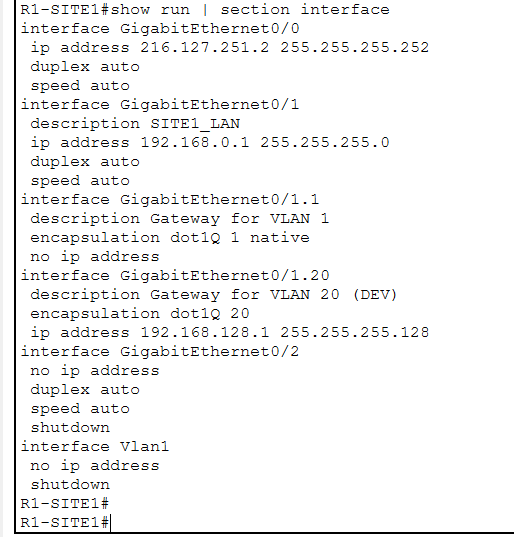 R1-SITE1#show run | section interface
interface GigabitEthernet0/0
 ip address 216.127.251.2 255.255.255.252
 duplex auto
 speed auto
interface GigabitEthernet0/1
 description SITE1_LAN
 ip address 192.168.0.1 255.255.255.0
 duplex auto
 speed auto
interface GigabitEthernet0/1.1
 description Gateway for VLAN 1
 encapsulation dot1Q 1 native
 no ip address
interface GigabitEthernet0/1.20
 description Gateway for VLAN 20 (DEV)
 encapsulation dot1Q 20
 ip address 192.168.128.1 255.255.255.128
interface GigabitEthernet0/2
 no ip address
 duplex auto
 speed auto
 shutdown
interface Vlan1
 no ip address
 shutdown
R1-SITE1#
R1-SITE1#